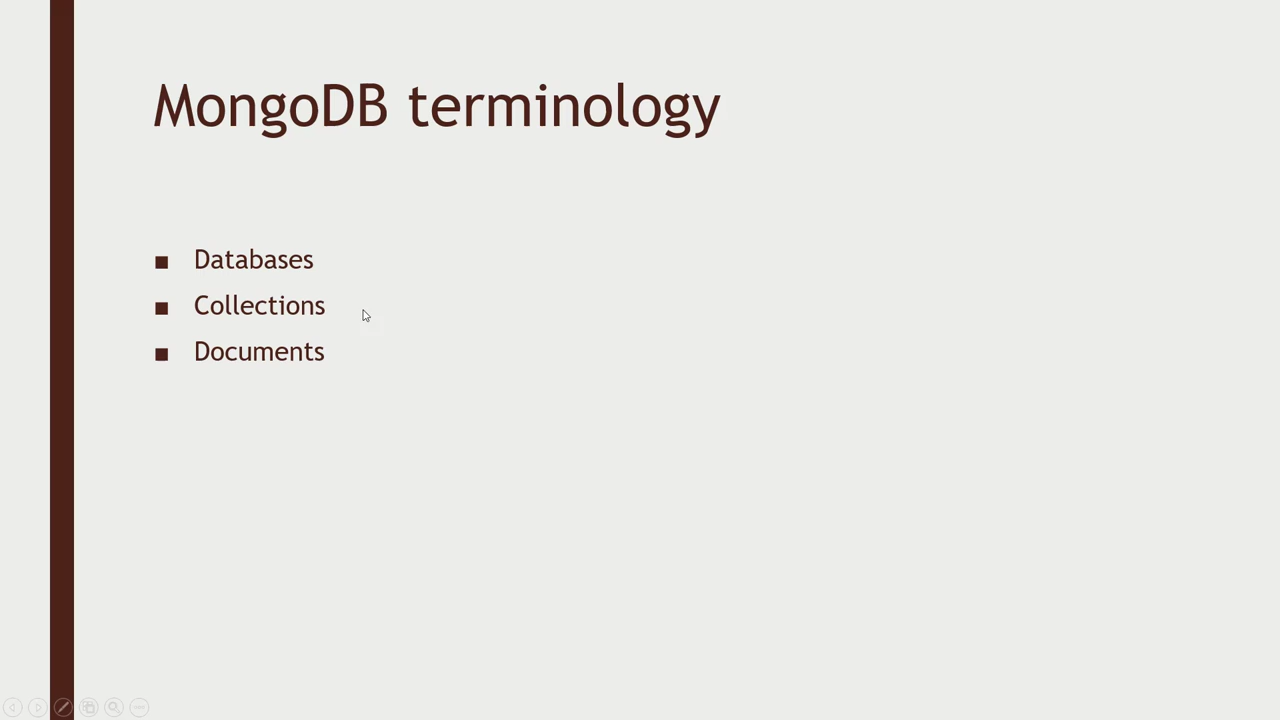 MongoDB terminology
■ Databases
■ Collections
■ Documents